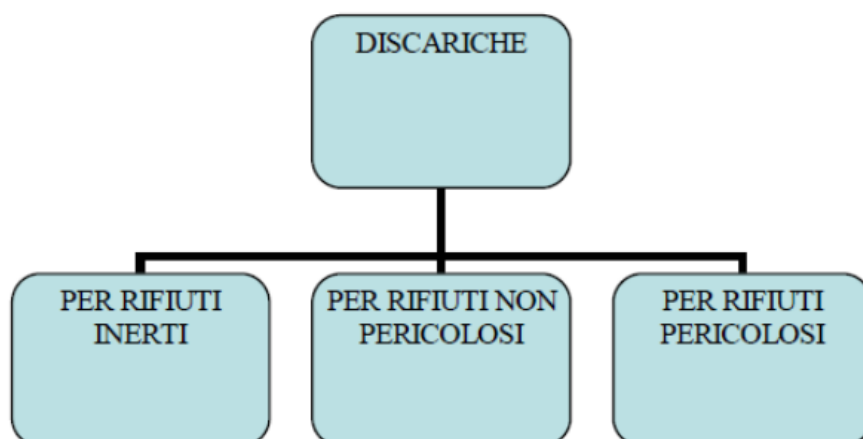 DISCARICHE
PER RIFIUTI
INERTI
PER RIFIUTI NON
PERICOLOSI
PER RIFIUTI
PERICOLOSI